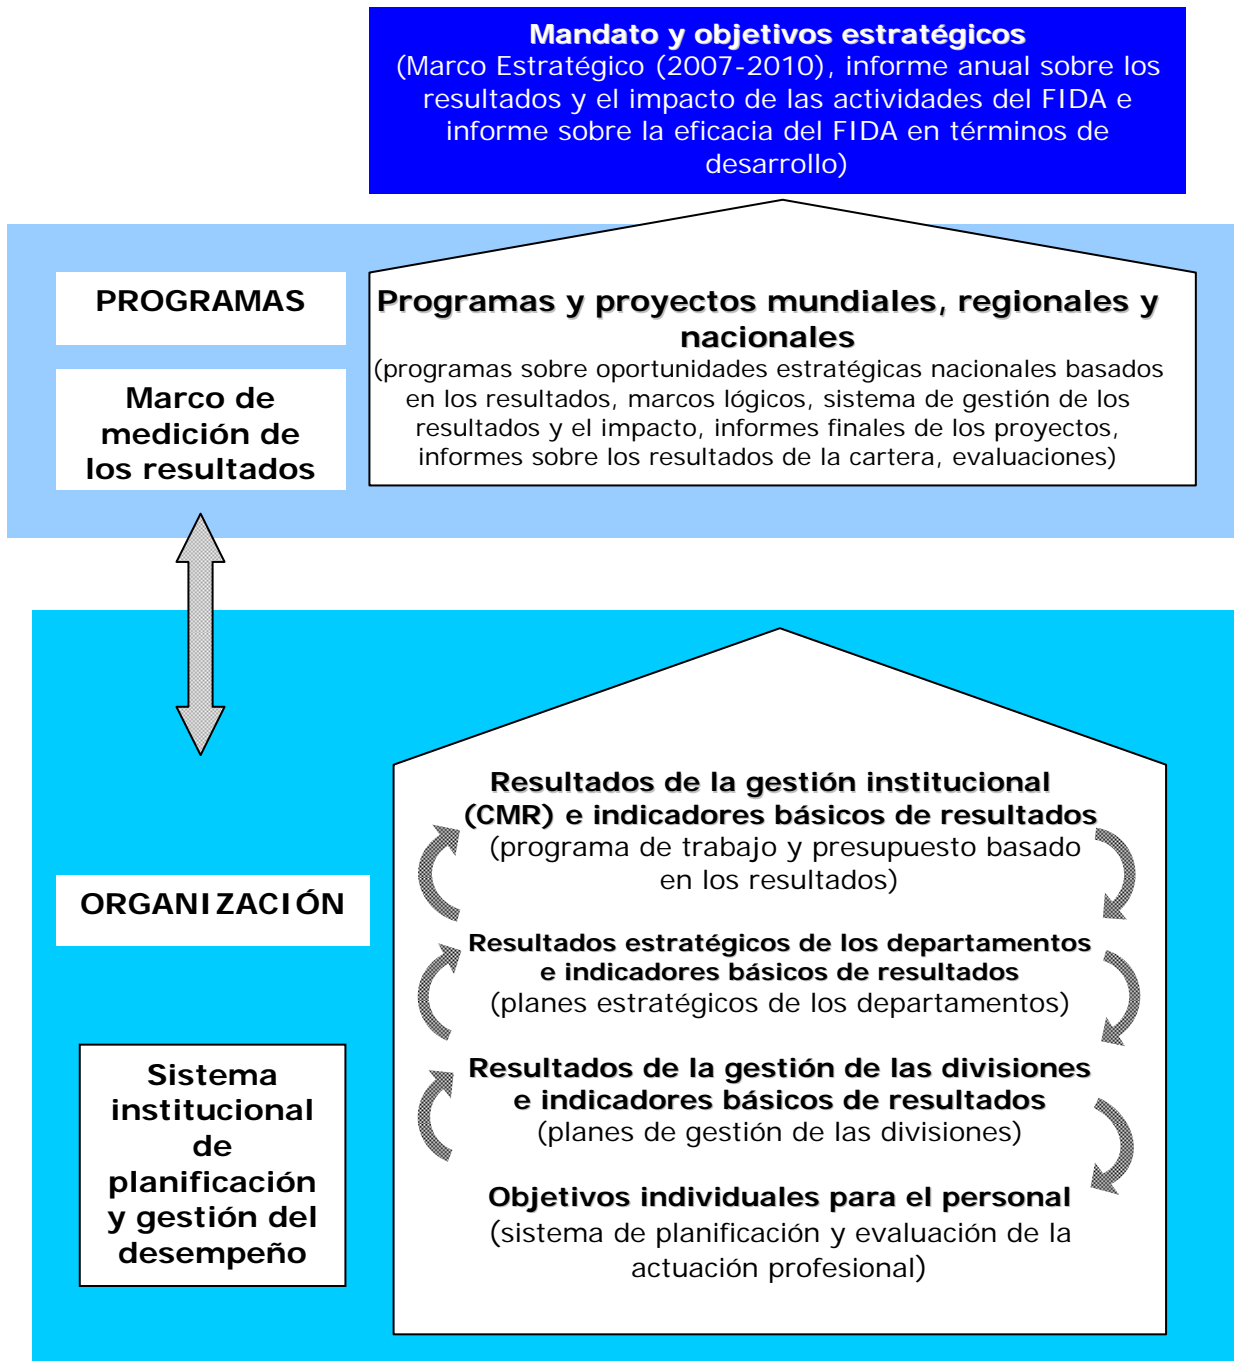 Mandato y objetivos estratégicos
(Marco Estratégico (2007-2010), informe anual sobre los
resultados y el impacto de las actividades del FIDA e
informe sobre la eficacia del FIDA en términos de
desarrollo)
PROGRAMAS
Marco de
medición de
los resultados
Programas y proyectos mundiales, regionales y
nacionales
(programas sobre oportunidades estratégicas nacionales basados
en los resultados, marcos lógicos, sistema de gestión de los
resultados y el impacto, informes finales de los proyectos,
informes sobre los resultados de la cartera, evaluaciones)
ORGANIZACIÓN
Sistema
institucional
de
planificación
y gestión del
desempeño
Resultados de la gestión institucional
(CMR) e indicadores básicos de resultados
(programa de trabajo y presupuesto basado
en los resultados)
Resultados estratégicos de los departamentos
e indicadores básicos de resultados
(planes estratégicos de los departamentos)
Resultados de la gestión de las divisiones
e indicadores básicos de resultados
(planes de gestión de las divisiones)
Objetivos individuales para el personal
(sistema de planificación y evaluación de la
actuación profesional)